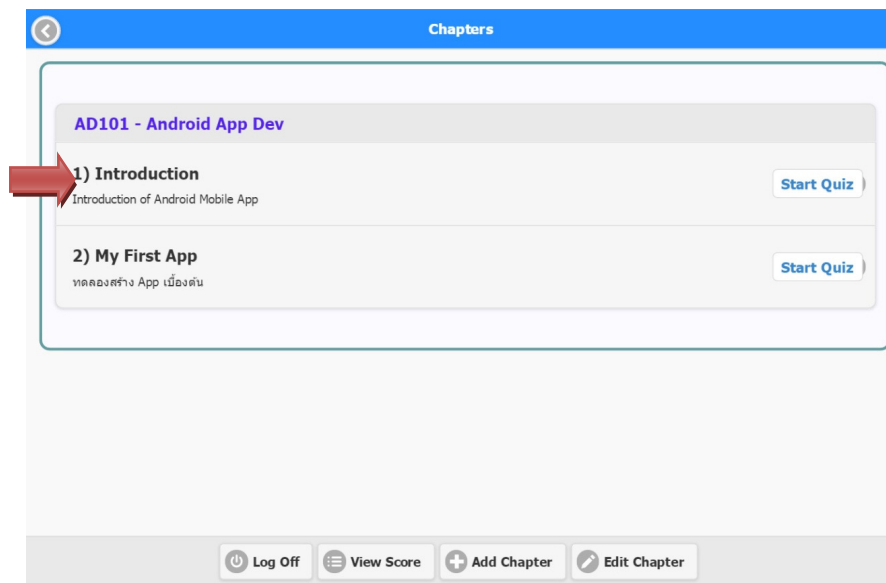 Chapters
AD101 - Android App Dev
1) Introduction
Introduction of Android Mobile App
Start Quiz
2) My First App
ทดลองสร้าง App เบื้องต้น
Start Quiz
Log Off
View Score
Add Chapter
Edit Chapter